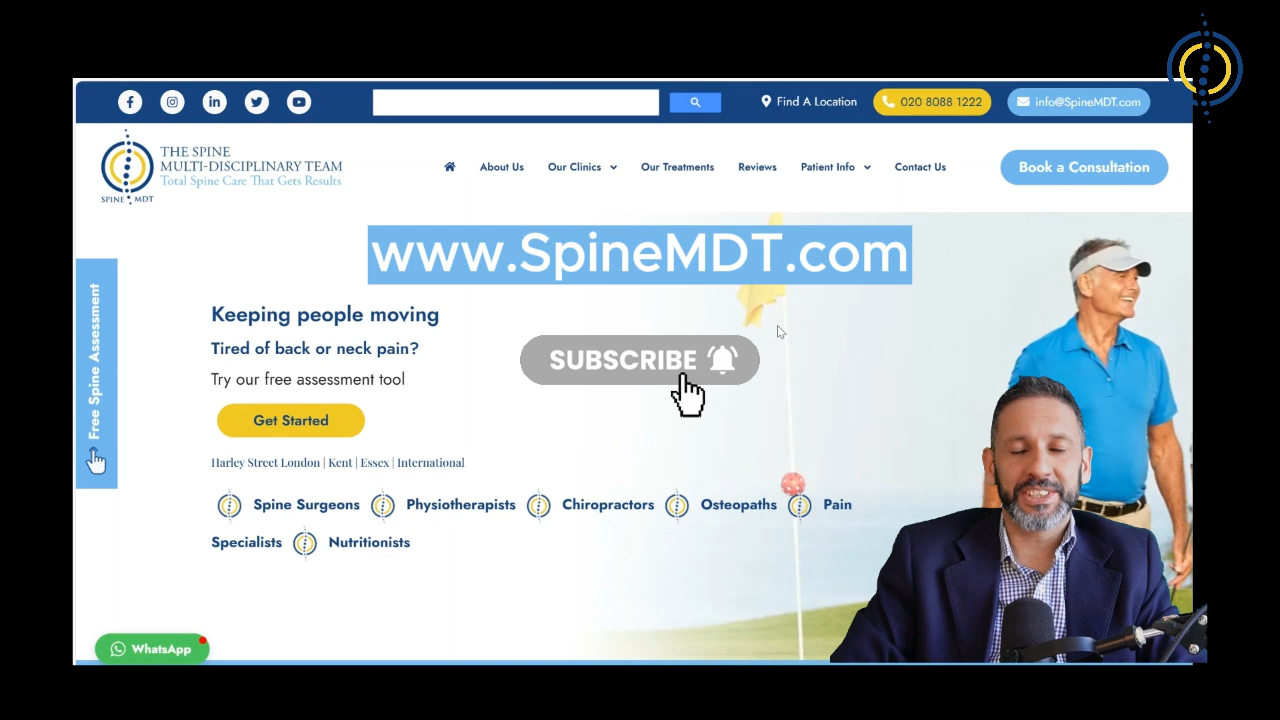 Find A Location
020 8088 1222
info@SpineMDT.com
THE SPINE
MULTI-DISCIPLINARY TEAM
Total Spine Care That Gets Results
SPINE MDT
About Us
Our Clinics
Our Treatments
Reviews
Patient Info
Contact Us
Book a Consultation
www.SpineMDT.com
Free Spine Assessment
Keeping people moving
Tired of back or neck pain?
SUBSCRIBE
Try our free assessment tool
Get Started
Harley Street London | Kent | Essex | International
Spine Surgeons Physiotherapists Chiropractors Osteopaths Pain
Specialists Nutritionists
WhatsApp